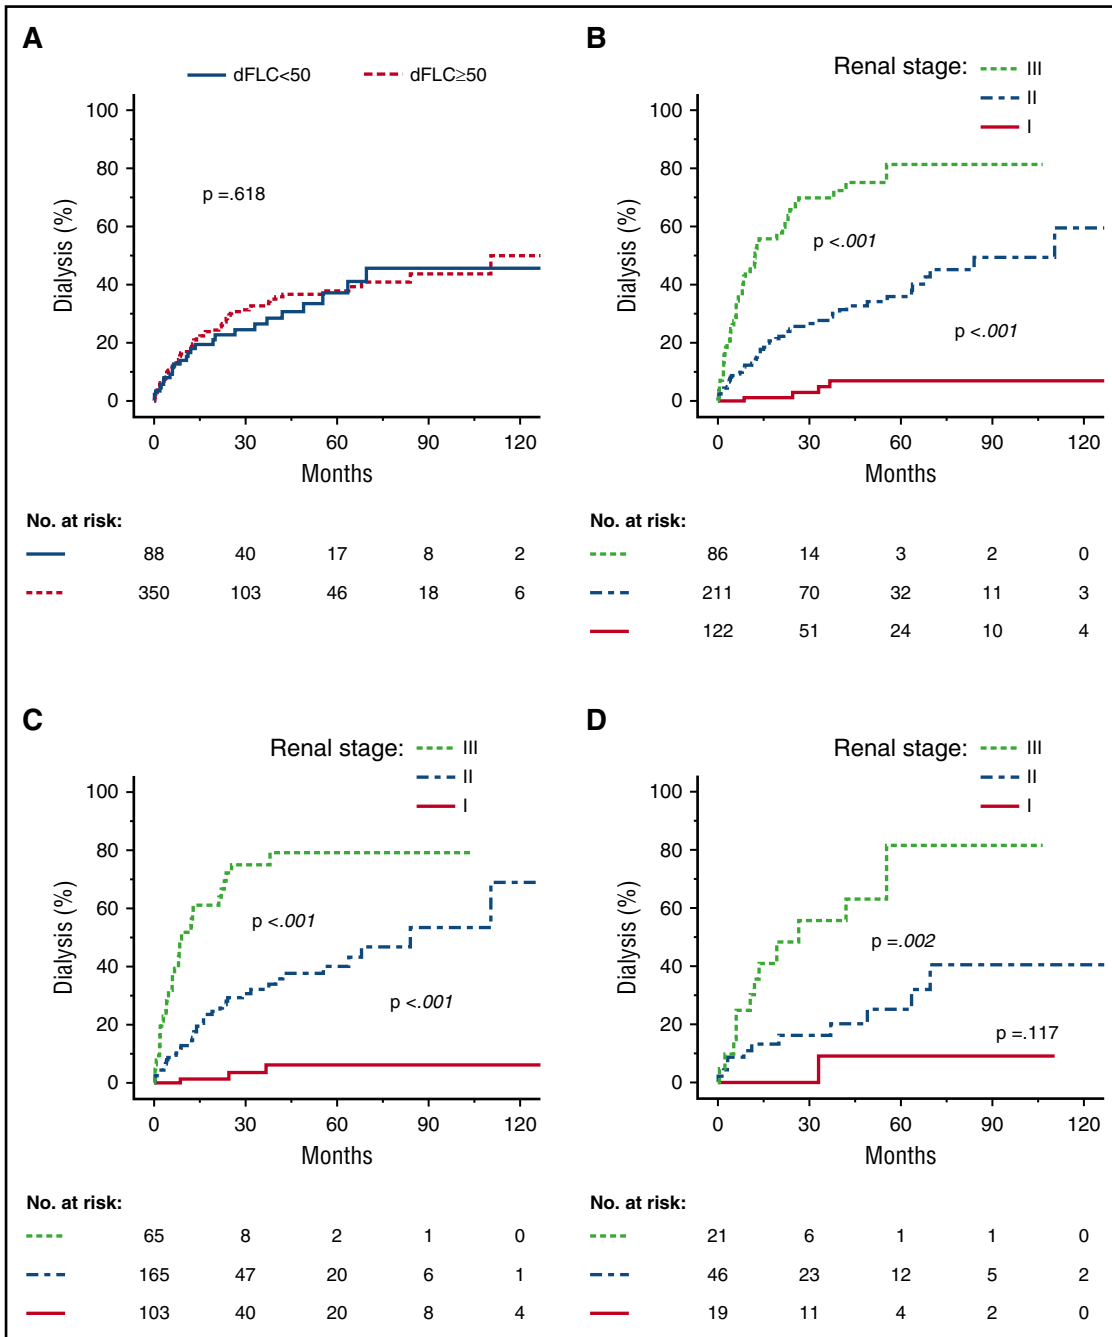 A
dFLC<50 dFLC≥50
100
80
60
40
20
0
Dialysis (%)
p =.618
0 30 60 90 120
Months
No. at risk:
88 40 17 8 2
350 103 46 18 6
B
Renal stage: III
II
I
100
80
60
40
20
0
Dialysis (%)
p <.001
p <.001
0 30 60 90 120
Months
No. at risk:
86 14 3 2 0
211 70 32 11 3
122 51 24 10 4
C
Renal stage: III
II
I
100
80
60
40
20
0
Dialysis (%)
p <.001
p <.001
0 30 60 90 120
Months
No. at risk:
65 8 2 1 0
165 47 20 6 1
103 40 20 8 4
D
Renal stage: III
II
I
100
80
60
40
20
0
Dialysis (%)
p =.002
p =.117
0 30 60 90 120
Months
No. at risk:
21 6 1 1 0
46 23 12 5 2
19 11 4 2 0